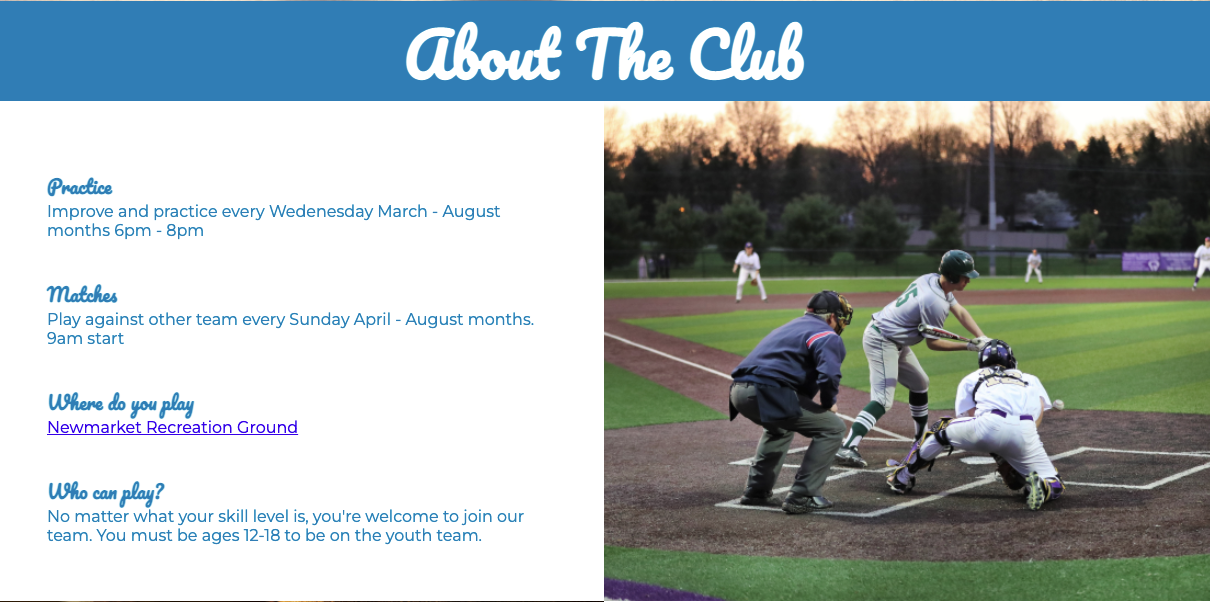 About The Club
Practice
Improve and practice every Wedenesday March - August
months 6pm - 8pm
Matches
Play against other team every Sunday April - August months.
9am start
Where do you play
Newmarket Recreation Ground
Who can play?
No matter what your skill level is, you're welcome to join our
team. You must be ages 12-18 to be on the youth team.